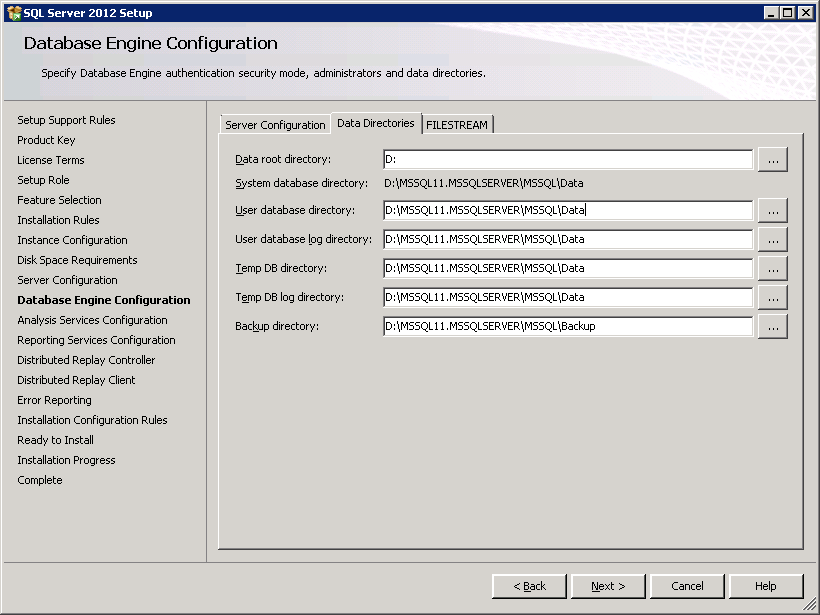 SQL Server 2012 Setup
Database Engine Configuration
Specify Database Engine authentication security mode, administrators and data directories.
Setup Support Rules
Product Key
License Terms
Setup Role
Feature Selection
Installation Rules
Instance Configuration
Disk Space Requirements
Server Configuration
Database Engine Configuration
Analysis Services Configuration
Reporting Services Configuration
Distributed Replay Controller
Distributed Replay Client
Error Reporting
Installation Configuration Rules
Ready to Install
Installation Progress
Complete
Server Configuration Data Directories FILESTREAM
Data root directory: D: ...
System database directory: D:\MSSQL11.MSSQLSERVER\MSSQL\Data
User database directory: D:\MSSQL11.MSSQLSERVER\MSSQL\Data ...
User database log directory: D:\MSSQL11.MSSQLSERVER\MSSQL\Data ...
Temp DB directory: D:\MSSQL11.MSSQLSERVER\MSSQL\Data ...
Temp DB log directory: D:\MSSQL11.MSSQLSERVER\MSSQL\Data ...
Backup directory: D:\MSSQL11.MSSQLSERVER\MSSQL\Backup ...
< Back Next > Cancel Help